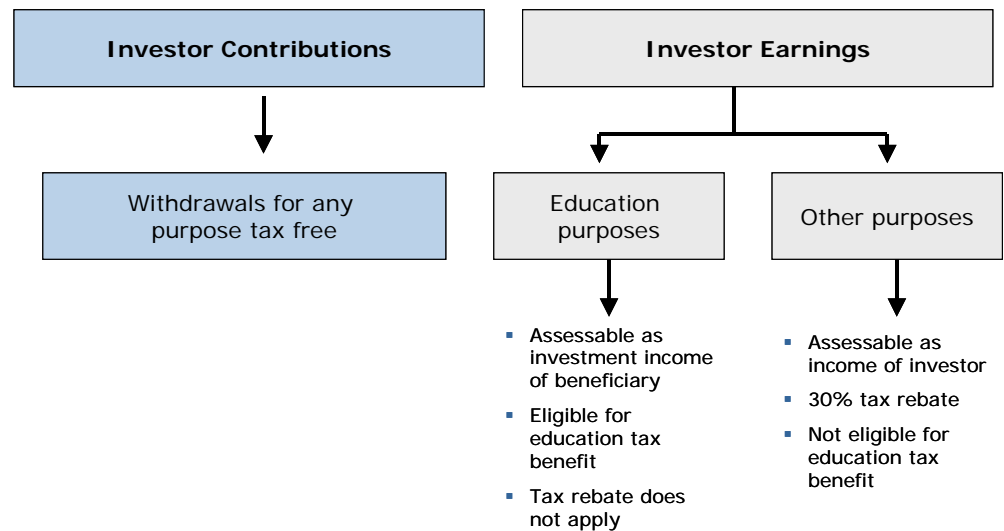 Investor Contributions
Investor Earnings
Withdrawals for any
purpose tax free
Education
purposes
Other purposes
▪ Assessable as
investment income
of beneficiary
▪ Eligible for
education tax
benefit
▪ Tax rebate does
not apply
▪ Assessable as
income of investor
▪ 30% tax rebate
▪ Not eligible for
education tax
benefit